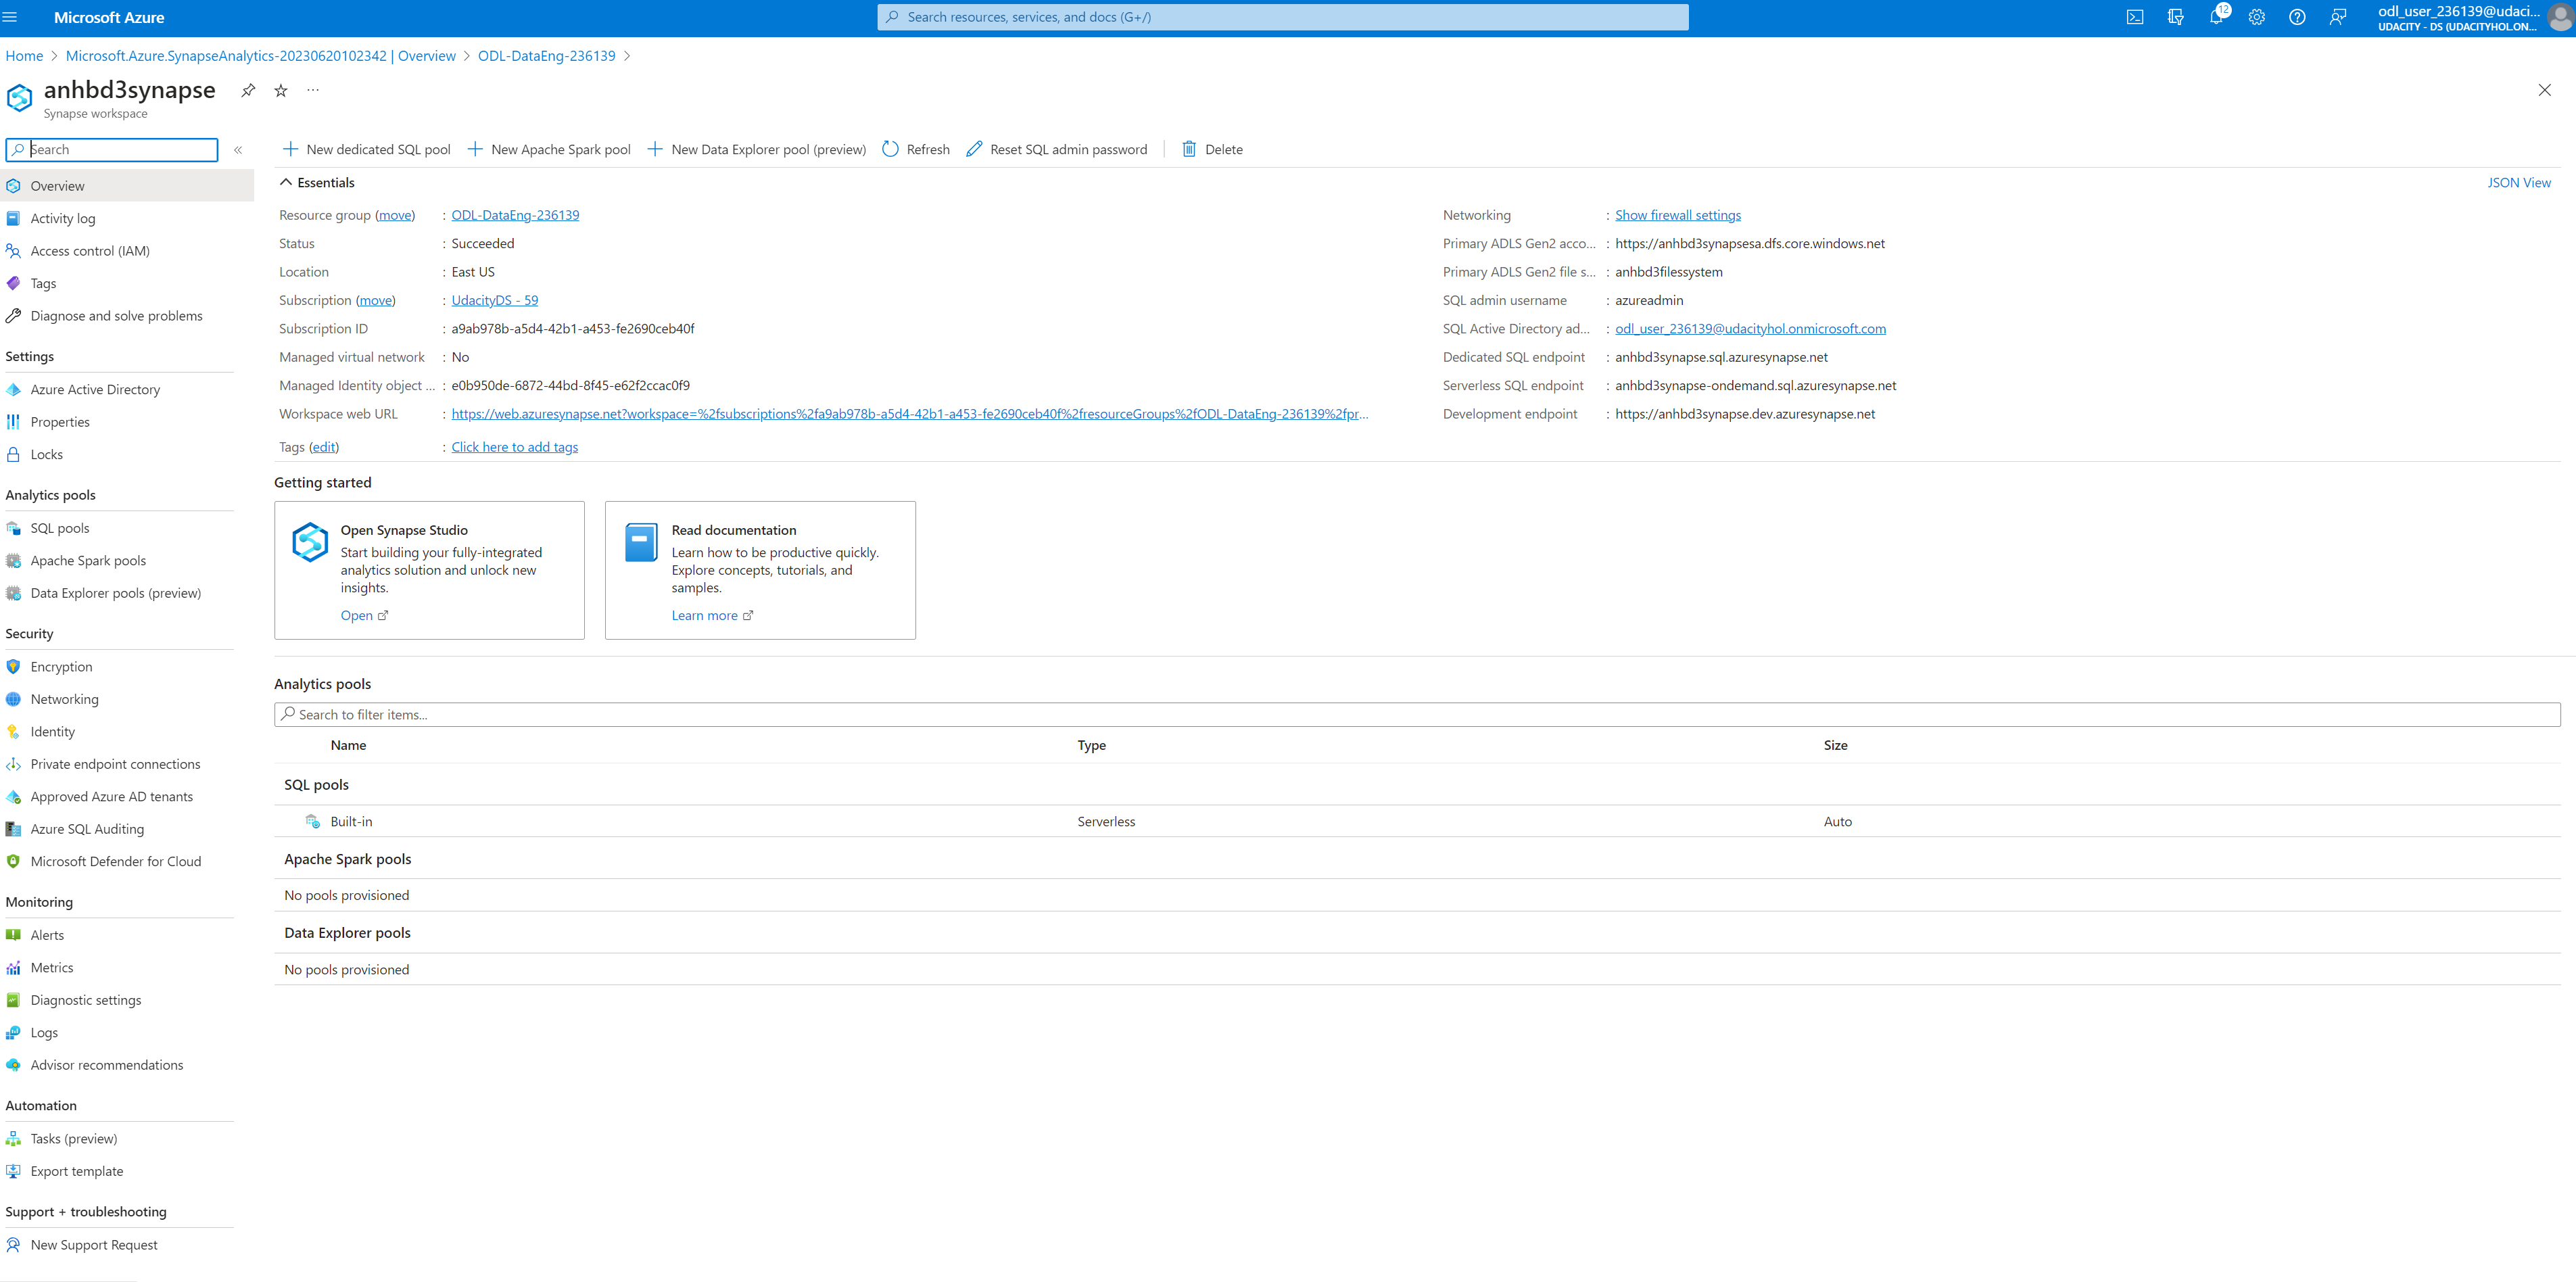 Microsoft Azure
Search resources, services, and docs (G+/)
12
odl_user_236139@udaci...
UDACITY - DS (UDACITYHOL.ON...
Home > Microsoft.Azure.SynapseAnalytics-20230620102342 | Overview > ODL-DataEng-236139 >
anhbd3synapse
Synapse workspace
Search
«
New dedicated SQL pool
New Apache Spark pool
New Data Explorer pool (preview)
Refresh
Reset SQL admin password
Delete
Overview
Activity log
Access control (IAM)
Tags
Diagnose and solve problems
Settings
Azure Active Directory
Properties
Locks
Analytics pools
SQL pools
Apache Spark pools
Data Explorer pools (preview)
Security
Encryption
Networking
Identity
Private endpoint connections
Approved Azure AD tenants
Azure SQL Auditing
Microsoft Defender for Cloud
Monitoring
Alerts
Metrics
Diagnostic settings
Logs
Advisor recommendations
Automation
Tasks (preview)
Export template
Support + troubleshooting
New Support Request
Essentials
JSON View
Resource group (move) : ODL-DataEng-236139
Status : Succeeded
Location : East US
Subscription (move) : UdacityDS - 59
Subscription ID : a9ab978b-a5d4-42b1-a453-fe2690ceb40f
Managed virtual network : No
Managed Identity object ... : e0b950de-6872-44bd-8f45-e62f2ccac0f9
Workspace web URL : https://web.azuresynapse.net?workspace=%2fsubscriptions%2fa9ab978b-a5d4-42b1-a453-fe2690ceb40f%2fresourceGroups%2fODL-DataEng-236139%2fpr...
Tags (edit) : Click here to add tags
Networking : Show firewall settings
Primary ADLS Gen2 acco... : https://anhbd3synapsesa.dfs.core.windows.net
Primary ADLS Gen2 file s... : anhbd3filessystem
SQL admin username : azureadmin
SQL Active Directory ad... : odl_user_236139@udacityhol.onmicrosoft.com
Dedicated SQL endpoint : anhbd3synapse.sql.azuresynapse.net
Serverless SQL endpoint : anhbd3synapse-ondemand.sql.azuresynapse.net
Development endpoint : https://anhbd3synapse.dev.azuresynapse.net
Getting started
Open Synapse Studio
Start building your fully-integrated
analytics solution and unlock new
insights.
Open
Read documentation
Learn how to be productive quickly.
Explore concepts, tutorials, and
samples.
Learn more
Analytics pools
Search to filter items...
Name Type Size
SQL pools
Built-in Serverless Auto
Apache Spark pools
No pools provisioned
Data Explorer pools
No pools provisioned